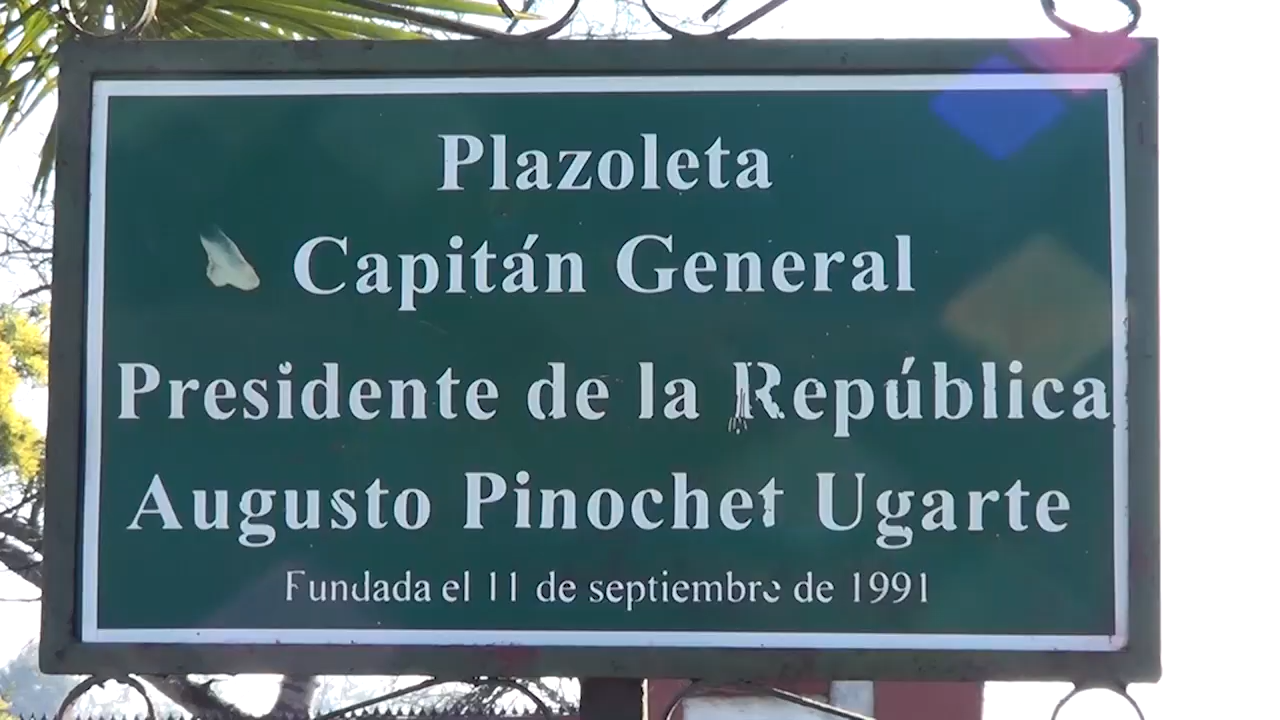 Plazoleta
Capitán General
Presidente de la República
Augusto Pinochet Ugarte
Fundada el 11 de septiembre de 1991